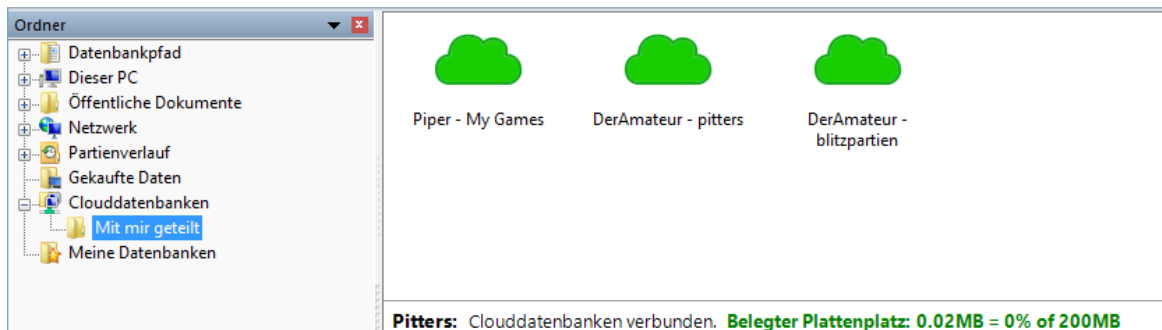 Ordner
Datenbankpfad
Dieser PC
Öffentliche Dokumente
Netzwerk
Partienverlauf
Gekaufte Daten
Clouddatenbanken
Mit mir geteilt
Meine Datenbanken
Piper - My Games
DerAmateur - pitters
DerAmateur -
blitzpartien
Pitters: Clouddatenbanken verbunden. Belegter Plattenplatz: 0.02MB = 0% of 200MB